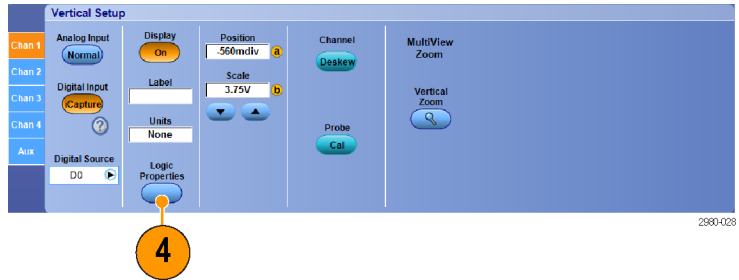 Vertical Setup
Chan 1
Chan 2
Chan 3
Chan 4
Aux
Analog Input
Normal
Digital Input
iCapture
?
Digital Source
D0
Display
On
Label
Units
None
Logic
Properties
Position
-560mdiv
a
Scale
3.75V
b
Channel
Deskew
Probe
Cal
MultiView
Zoom
Vertical
Zoom
2980-028
4